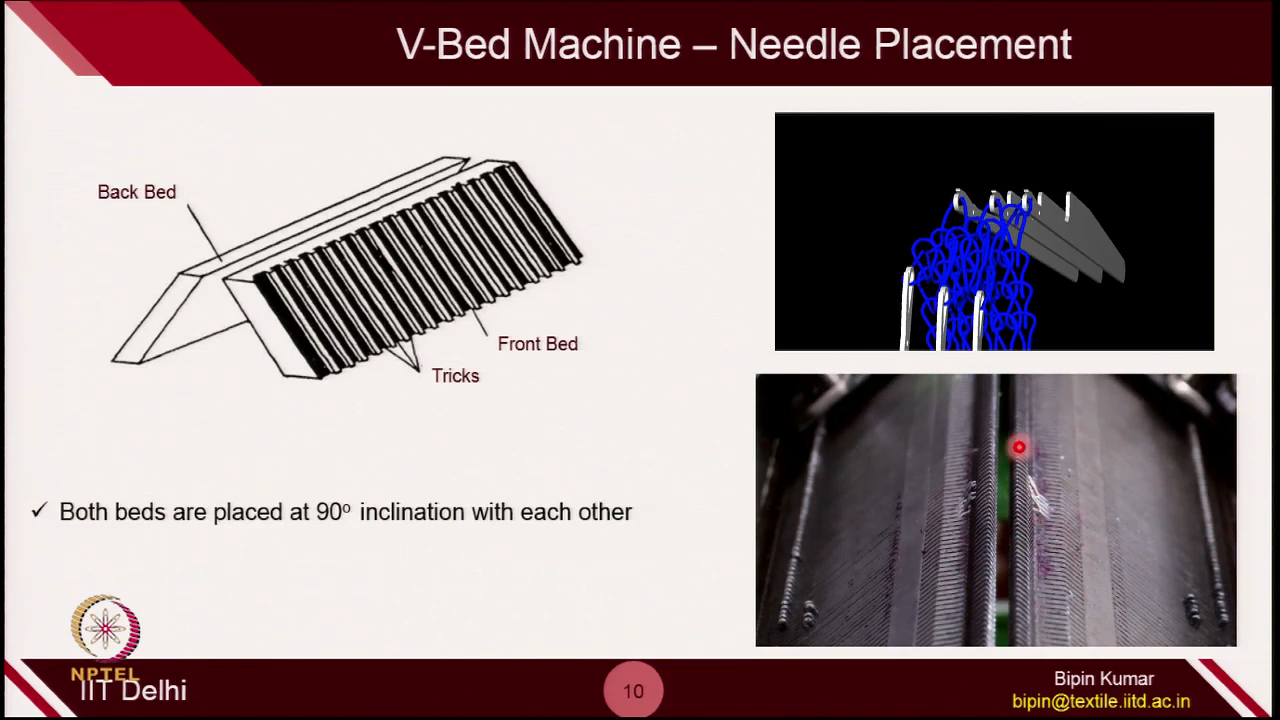 V-Bed Machine – Needle Placement
Back Bed
Front Bed
Tricks
✓ Both beds are placed at 90º inclination with each other
NPTEL
IIT Delhi
10
Bipin Kumar
bipin@textile.iitd.ac.in